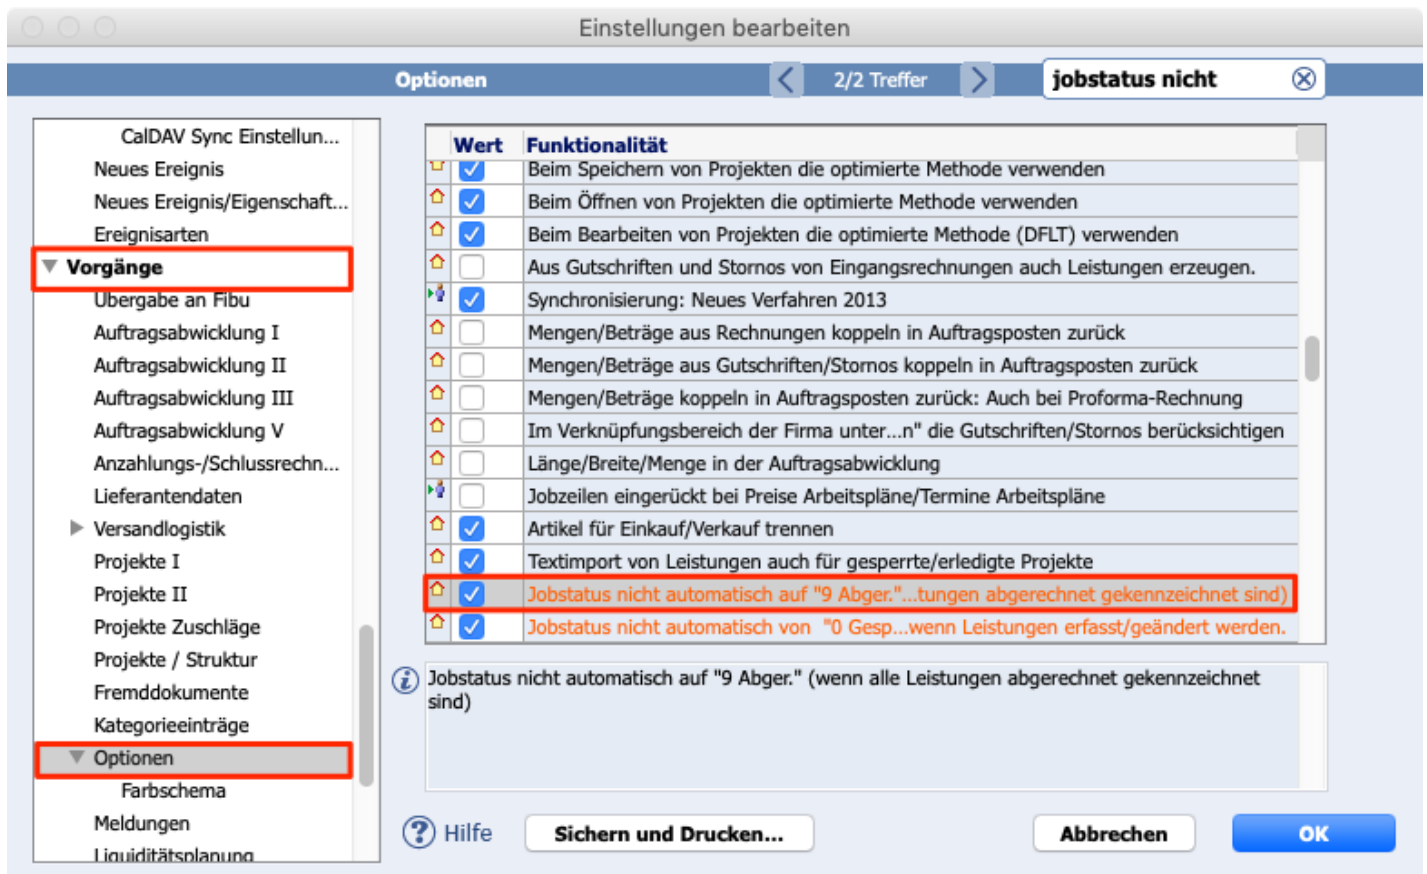 Einstellungen bearbeiten
Optionen
2/2 Treffer
jobstatus nicht
CalDAV Sync Einstellun...
Neues Ereignis
Neues Ereignis/Eigenschaft...
Ereignisarten
Vorgänge
Übergabe an Fibu
Auftragsabwicklung I
Auftragsabwicklung II
Auftragsabwicklung III
Auftragsabwicklung V
Anzahlungs-/Schlussrechn...
Lieferantendaten
Versandlogistik
Projekte I
Projekte II
Projekte Zuschläge
Projekte / Struktur
Fremddokumente
Kategorieeinträge
Optionen
Farbschema
Meldungen
Liquiditätsplanung
Wert Funktionalität
Beim Speichern von Projekten die optimierte Methode verwenden
Beim Öffnen von Projekten die optimierte Methode verwenden
Beim Bearbeiten von Projekten die optimierte Methode (DFLT) verwenden
Aus Gutschriften und Stornos von Eingangsrechnungen auch Leistungen erzeugen.
Synchronisierung: Neues Verfahren 2013
Mengen/Beträge aus Rechnungen koppeln in Auftragsposten zurück
Mengen/Beträge aus Gutschriften/Stornos koppeln in Auftragsposten zurück
Mengen/Beträge koppeln in Auftragsposten zurück: Auch bei Proforma-Rechnung
Im Verknüpfungsbereich der Firma unter...n" die Gutschriften/Stornos berücksichtigen
Länge/Breite/Menge in der Auftragsabwicklung
Jobzeilen eingerückt bei Preise Arbeitspläne/Termine Arbeitspläne
Artikel für Einkauf/Verkauf trennen
Textimport von Leistungen auch für gesperrte/erledigte Projekte
Jobstatus nicht automatisch auf "9 Abger."...tungen abgerechnet gekennzeichnet sind)
Jobstatus nicht automatisch von "0 Gesp...wenn Leistungen erfasst/geändert werden.
Jobstatus nicht automatisch auf "9 Abger." (wenn alle Leistungen abgerechnet gekennzeichnet
sind)
Hilfe
Sichern und Drucken...
Abbrechen
OK